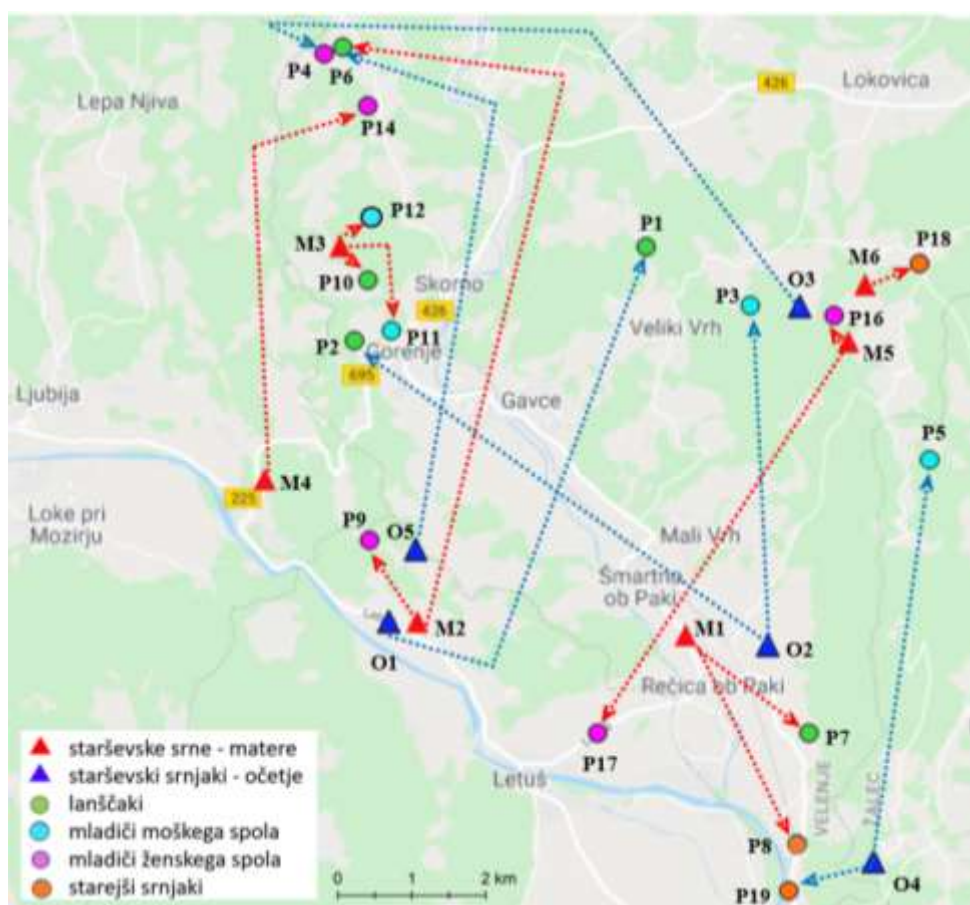 P4
P6
Lokovica
426
Lepa Njiva
P14
P12
M3
P10
P1
P18
M6
Skorno
426
O3
P3
Veliki Vrh
P16
M5
P2
P11
Gorenje
695
Ljubija
Gavce
P5
225
M4
Loke pri
Mozirju
P9
O5
Mali Vrh
Šmartno
ob Paki
M2
O1
M1
O2
Rečica ob Paki
P17
P7
Letuš
VELENJE
ŽALEC
P8
P19
O4
starševske srne - matere
starševski srnjaki - očetje
lanščaki
mladiči moškega spola
mladiči ženskega spola
starejši srnjaki
0 2 km